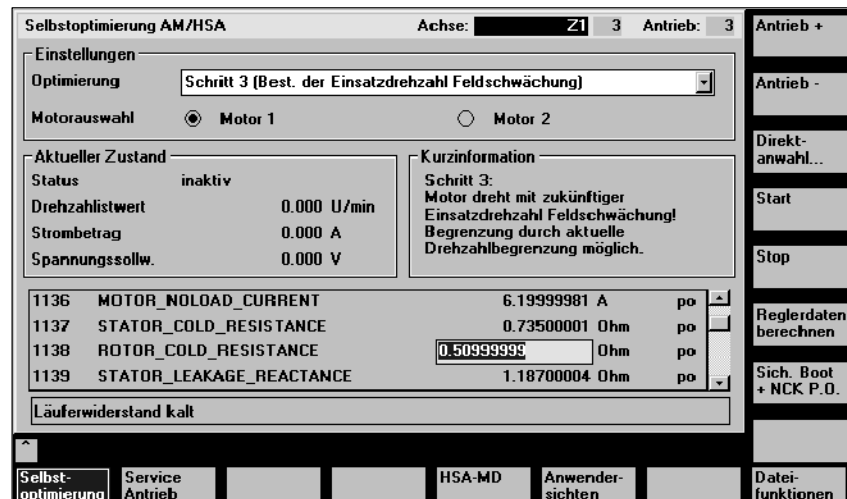 Selbstoptimierung AM/HSA Achse: Z1 3 Antrieb: 3
Einstellungen
Optimierung Schritt 3 (Best. der Einsatzdrehzahl Feldschwächung)
Motorauswahl Motor 1 Motor 2
Aktueller Zustand
Status inaktiv
Drehzahlistwert 0.000 U/min
Strombetrag 0.000 A
Spannungssollw. 0.000 V
Kurzinformation
Schritt 3:
Motor dreht mit zukünftiger
Einsatzdrehzahl Feldschwächung!
Begrenzung durch aktuelle
Drehzahlbegrenzung möglich.
1136 MOTOR_NOLOAD_CURRENT 6.19999981 A po
1137 STATOR_COLD_RESISTANCE 0.73500001 Ohm po
1138 ROTOR_COLD_RESISTANCE 0.50999999 Ohm po
1139 STATOR_LEAKAGE_REACTANCE 1.18700004 Ohm po
Läuferwiderstand kalt
^
Antrieb +
Antrieb -
Direkt-
anwahl...
Start
Stop
Reglerdaten
berechnen
Sich. Boot
+ NCK P.O.
Selbst-
optimierung
Service
Antrieb
HSA-MD
Anwender-
sichten
Datei-
funktionen